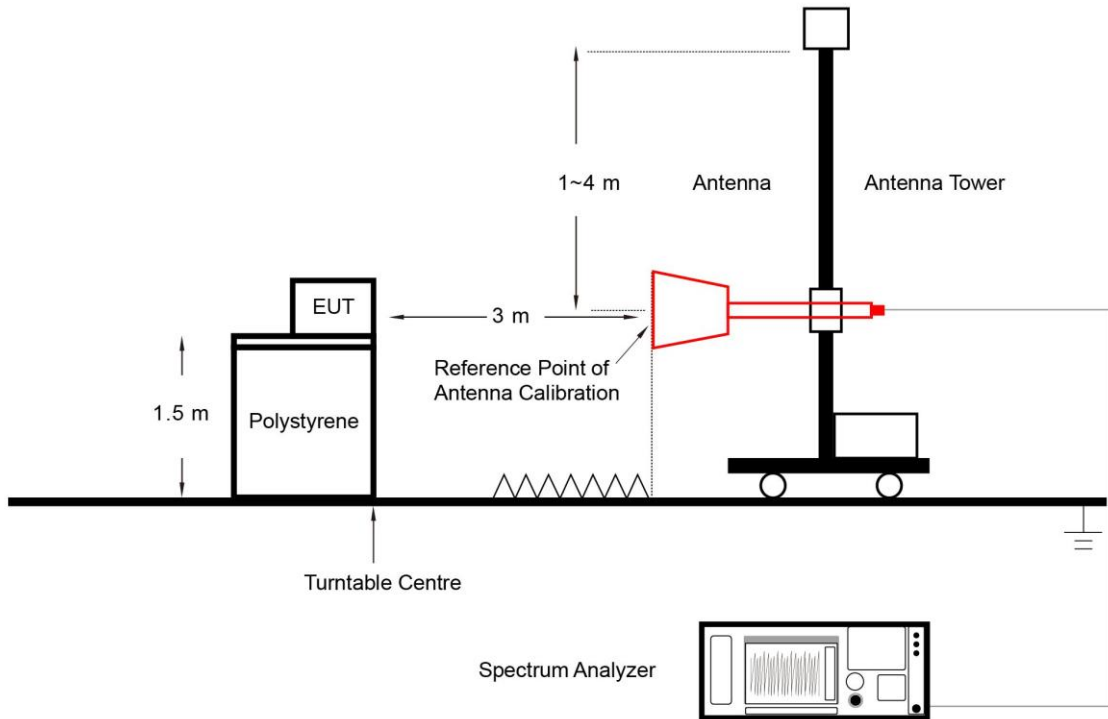 1~4 m
Antenna
Antenna Tower
EUT
3 m
Reference Point of
Antenna Calibration
1.5 m
Polystyrene
Turntable Centre
Spectrum Analyzer